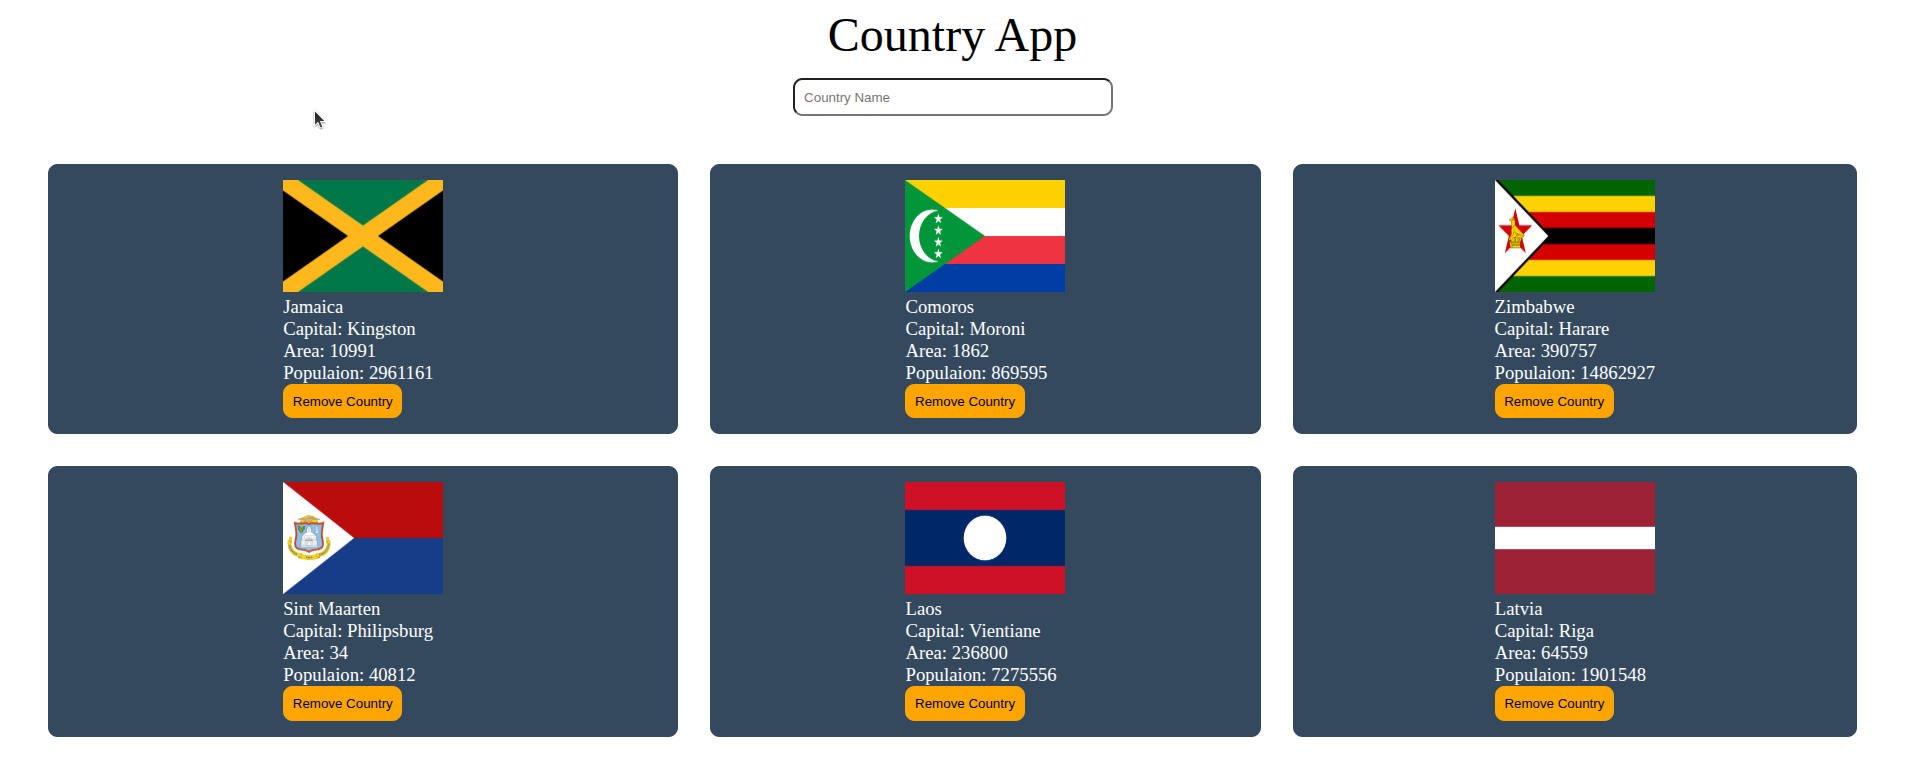 Country App
Country Name
Jamaica
Capital: Kingston
Area: 10991
Populaion: 2961161
Remove Country
Comoros
Capital: Moroni
Area: 1862
Populaion: 869595
Remove Country
Zimbabwe
Capital: Harare
Area: 390757
Populaion: 14862927
Remove Country
Sint Maarten
Capital: Philipsburg
Area: 34
Populaion: 40812
Remove Country
Laos
Capital: Vientiane
Area: 236800
Populaion: 7275556
Remove Country
Latvia
Capital: Riga
Area: 64559
Populaion: 1901548
Remove Country